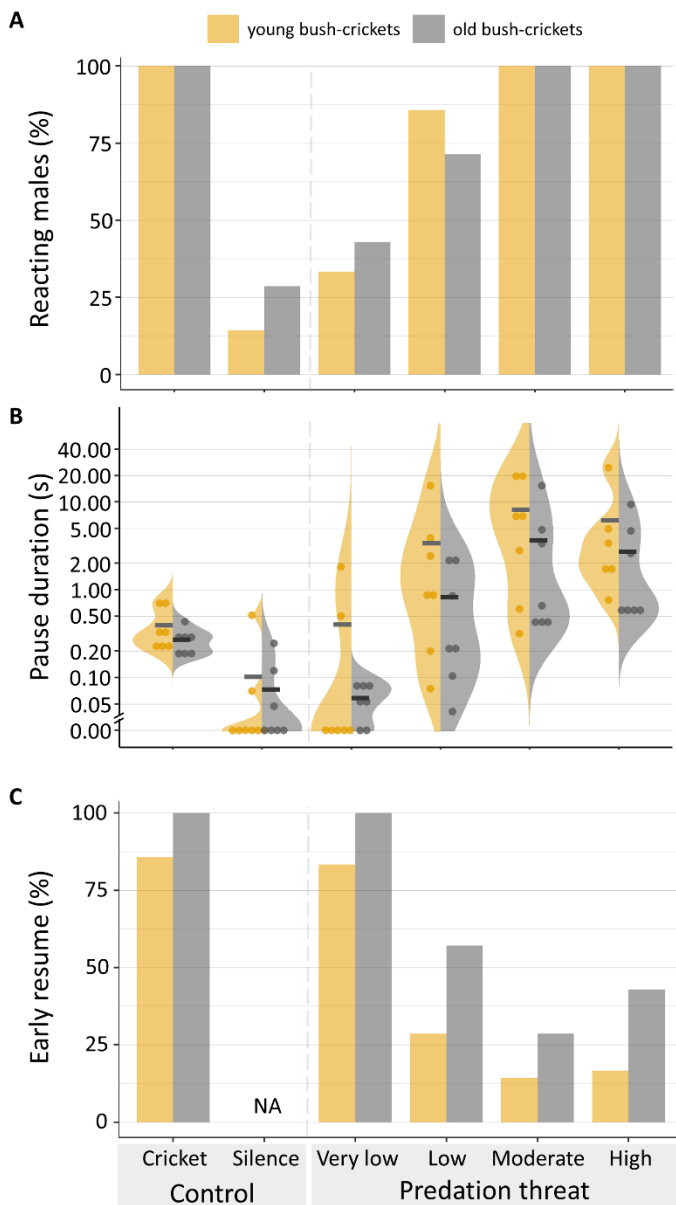 A
young bush-crickets old bush-crickets
Reacting males (%)
100
75
50
25
0
B
Pause duration (s)
40.00
20.00
10.00
5.00
2.00
1.00
0.50
0.20
0.10
0.05
0.00
C
Early resume (%)
100
75
50
25
0
NA
Cricket Silence Very low Low Moderate High
Control Predation threat